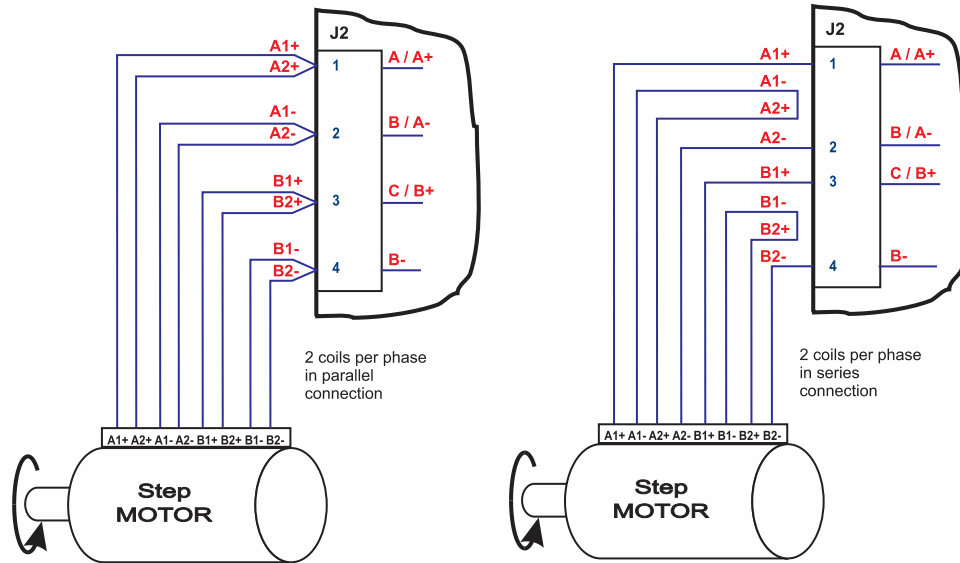 J2
A1+
A2+
1
A / A+
A1-
A2-
2
B / A-
B1+
B2+
3
C / B+
B1-
B2-
4
B-
2 coils per phase
in parallel
connection
A1+ A2+ A1- A2- B1+ B2+ B1- B2-
Step
MOTOR
J2
A1+
1
A / A+
A1-
A2+
A2-
2
B / A-
B1+
3
C / B+
B1-
B2+
B2-
4
B-
2 coils per phase
in series
connection
A1+ A1- A2+ A2- B1+ B1- B2+ B2-
Step
MOTOR